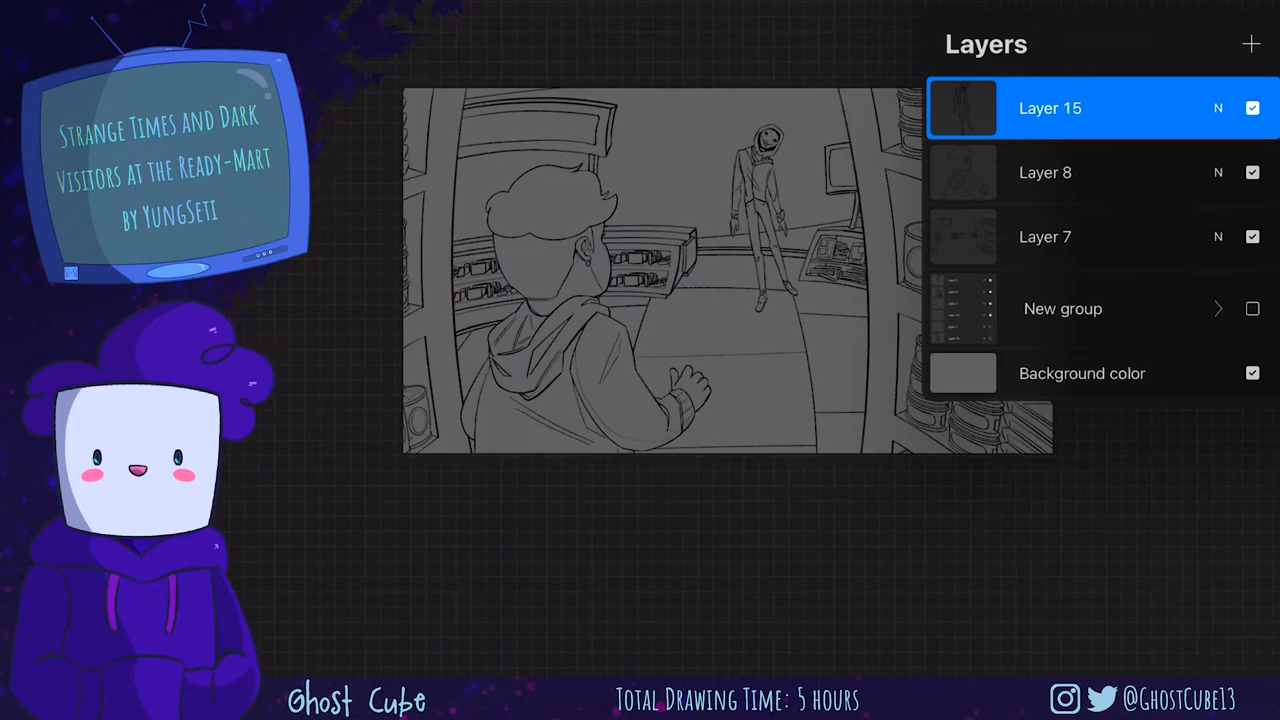 Strange Times and Dark
Visitors at the Ready-Mart
by YungSeti
Layers
Layer 15 N
Layer 8 N
Layer 7 N
New group
Background color
Ghost Cube
Total Drawing Time: 5 hours
@GhostCube13